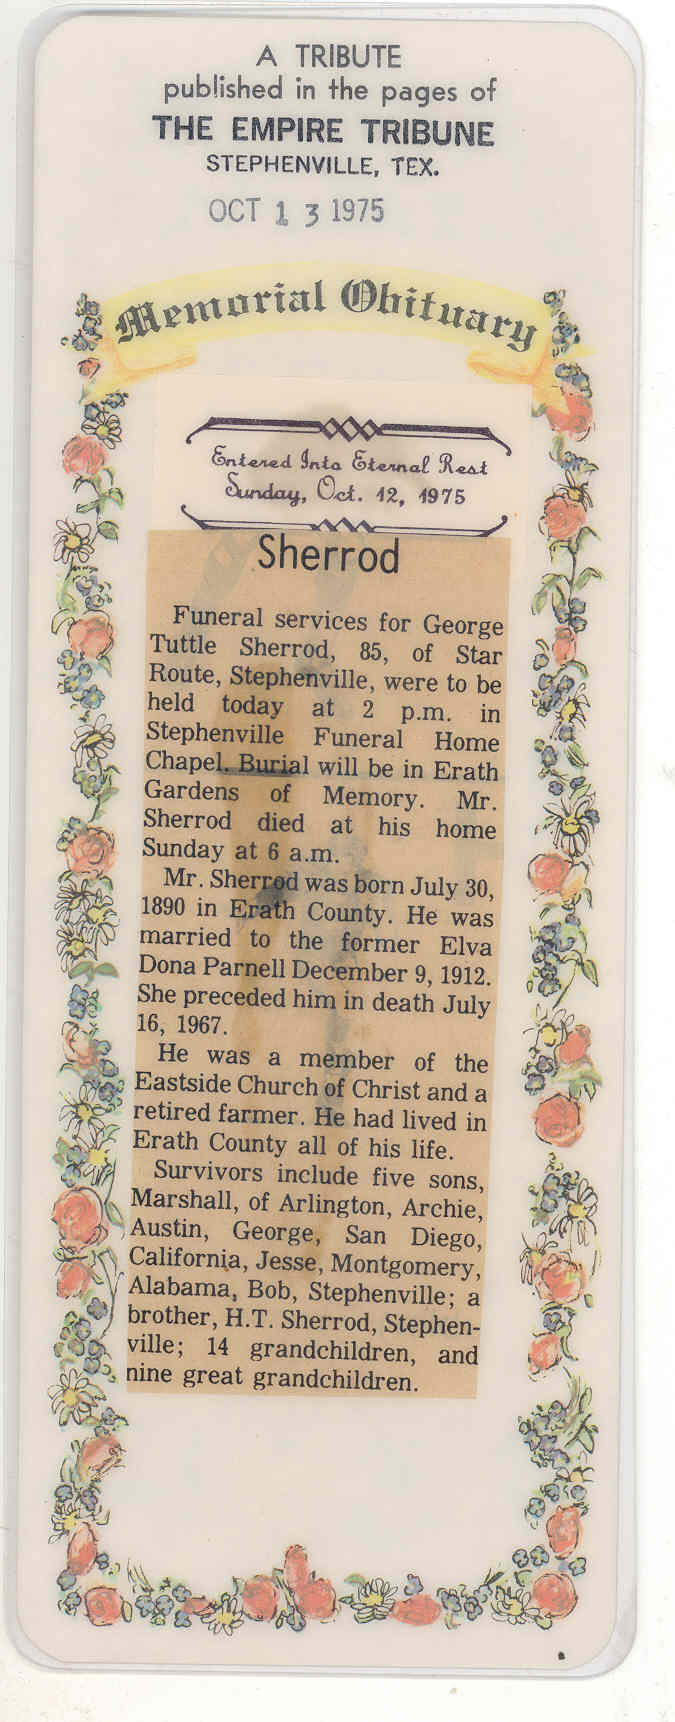 A TRIBUTE
published in the pages of
THE EMPIRE TRIBUNE
STEPHENVILLE, TEX.
OCT 13 1975
Memorial Obituary
Entered Into Eternal Rest
Sunday, Oct. 12, 1975
Sherrod
Funeral services for George
Tuttle Sherrod, 85, of Star
Route, Stephenville, were to be
held today at 2 p.m. in
Stephenville Funeral Home
Chapel. Burial will be in Erath
Gardens of Memory. Mr.
Sherrod died at his home
Sunday at 6 a.m.
Mr. Sherrod was born July 30,
1890 in Erath County. He was
married to the former Elva
Dona Parnell December 9, 1912.
She preceded him in death July
16, 1967.
He was a member of the
Eastside Church of Christ and a
retired farmer. He had lived in
Erath County all of his life.
Survivors include five sons,
Marshall, of Arlington, Archie,
Austin, George, San Diego,
California, Jesse, Montgomery,
Alabama, Bob, Stephenville; a
brother, H.T. Sherrod, Stephen-
ville; 14 grandchildren, and
nine great grandchildren.